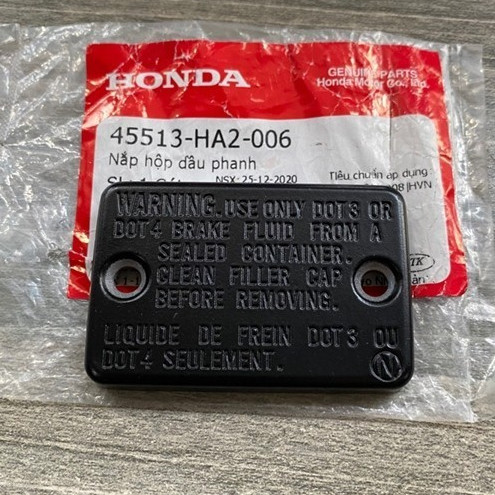 HONDA
GENUINE PARTS
Honda Motor Co., Ltd.
45513-HA2-006
Nắp hộp dầu phanh
NSX: 25-12-2020
Tiêu chuẩn áp dụng
WARNING. USE ONLY DOT3 OR
DOT4 BRAKE FLUID FROM A
SEALED CONTAINER.
CLEAN FILLER CAP
BEFORE REMOVING.
LIQUIDE DE FREIN DOT3 OU
DOT4 SEULEMENT.
N